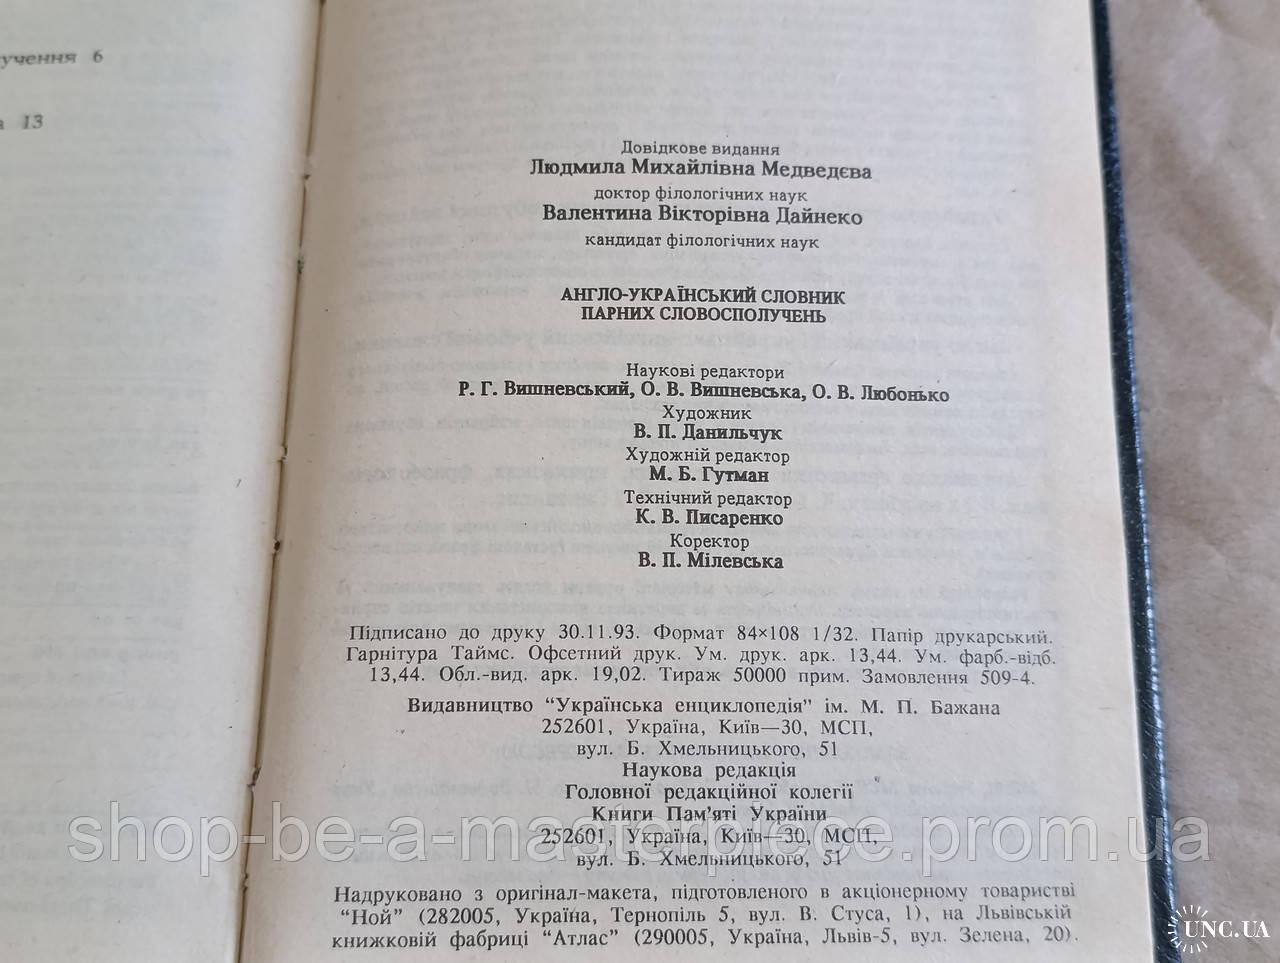 учення 6
а 13
Довідкове видання
Людмила Михайлівна Медведєва
доктор філологічних наук
Валентина Вікторівна Дайнеко
кандидат філологічних наук
АНГЛО-УКРАЇНСЬКИЙ СЛОВНИК
ПАРНИХ СЛОВОСПОЛУЧЕНЬ
Наукові редактори
Р. Г. Вишневський, О. В. Вишневська, О. В. Любонько
Художник
В. П. Данильчук
Художній редактор
М. Б. Гутман
Технічний редактор
К. В. Писаренко
Коректор
В. П. Мілевська
Підписано до друку 30.11.93. Формат 84×108 1/32. Папір друкарський.
Гарнітура Таймс. Офсетний друк. Ум. друк. арк. 13,44. Ум. фарб.-відб.
13,44. Обл.-вид. арк. 19,02. Тираж 50000 прим. Замовлення 509-4.
Видавництво "Українська енциклопедія" ім. М. П. Бажана
252601, Україна, Київ—30, МСП,
вул. Б. Хмельницького, 51
Наукова редакція
Головної редакційної колегії
Книги Пам'яті України
252601, Україна, Київ—30, МСП,
вул. Б. Хмельницького, 51
shop-be-a-masterpiece.prom.ua
Надруковано з оригінал-макета, підготовленого в акціонерному товаристві
"Ной" (282005, Україна, Тернопіль 5, вул. В. Стуса, 1), на Львівській
книжковій фабриці "Атлас" (290005, Україна, Львів-5, вул. Зелена, 20).
UNC.UA